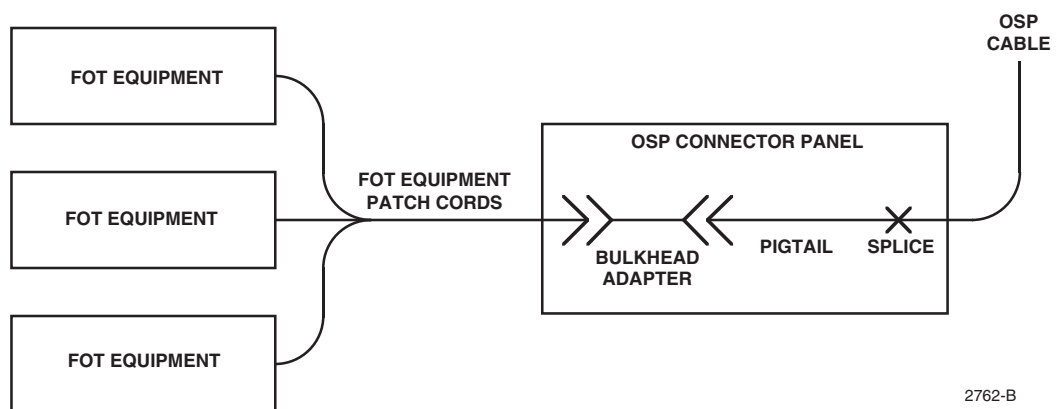 OSP
CABLE
FOT EQUIPMENT
OSP CONNECTOR PANEL
FOT EQUIPMENT
PATCH CORDS
FOT EQUIPMENT
BULKHEAD
ADAPTER
PIGTAIL
SPLICE
FOT EQUIPMENT
2762-B